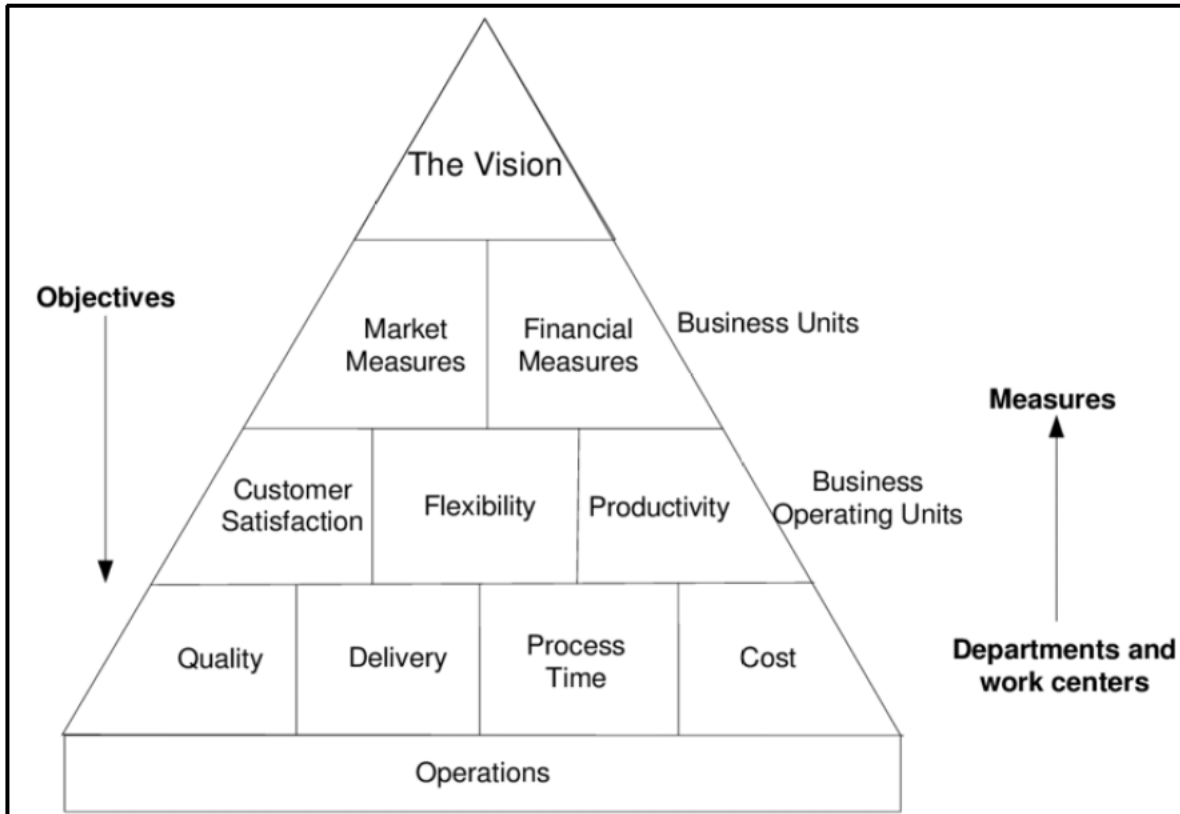 The Vision
Objectives
Market
Measures
Financial
Measures
Business Units
Measures
Customer
Satisfaction
Flexibility
Productivity
Business
Operating Units
Quality
Delivery
Process
Time
Cost
Departments and
work centers
Operations